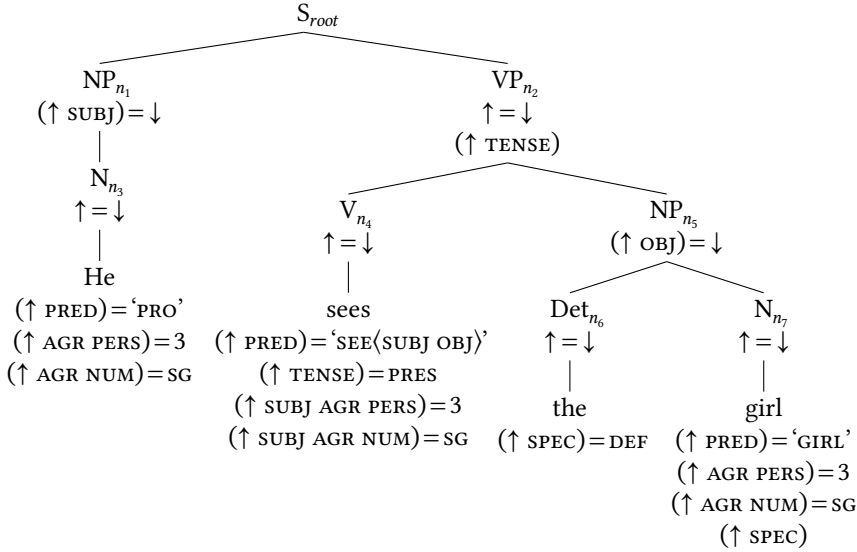 S_root
NP_n₁ VP_n₂
(↑ SUBJ) = ↓ ↑ = ↓
(↑ TENSE)
N_n₃ V_n₄ NP_n₅
↑ = ↓ ↑ = ↓ (↑ OBJ) = ↓
He sees Det_n₆ N_n₇
(↑ PRED) = ‘PRO’ (↑ PRED) = ‘SEE⟨SUBJ OBJ⟩’ ↑ = ↓ ↑ = ↓
(↑ AGR PERS) = 3 (↑ TENSE) = PRES
(↑ AGR NUM) = SG (↑ SUBJ AGR PERS) = 3 the girl
(↑ SUBJ AGR NUM) = SG (↑ SPEC) = DEF (↑ PRED) = ‘GIRL’
(↑ AGR PERS) = 3
(↑ AGR NUM) = SG
(↑ SPEC)